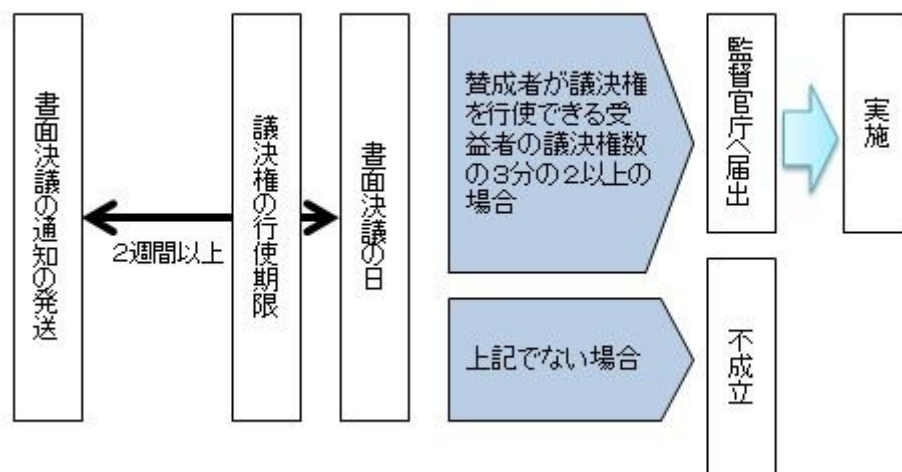 書面決議の通知の発送
2週間以上
議決権の行使期限
書面決議の日
賛成者が議決権
を行使できる受
益者の議決権数
の3分の2以上の
場合
監督官庁へ届出
実施
上記でない場合
不成立